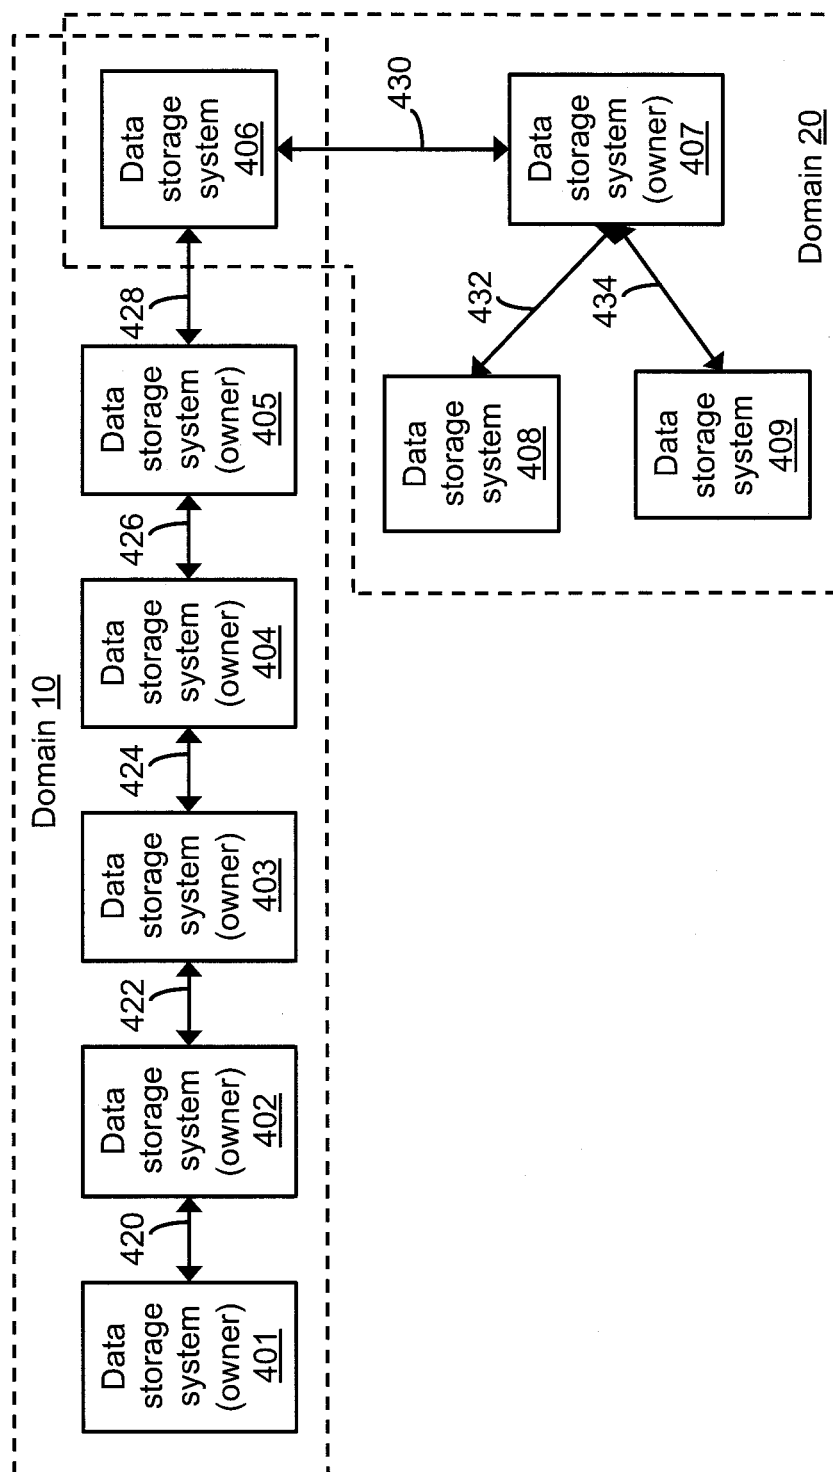 Domain 10
Data
storage
system
(owner)
401
420
Data
storage
system
(owner)
402
422
Data
storage
system
(owner)
403
424
Data
storage
system
(owner)
404
426
Data
storage
system
(owner)
405
428
Data
storage
system
406
430
Data
storage
system
(owner)
407
432
434
Data
storage
system
408
Data
storage
system
409
Domain 20